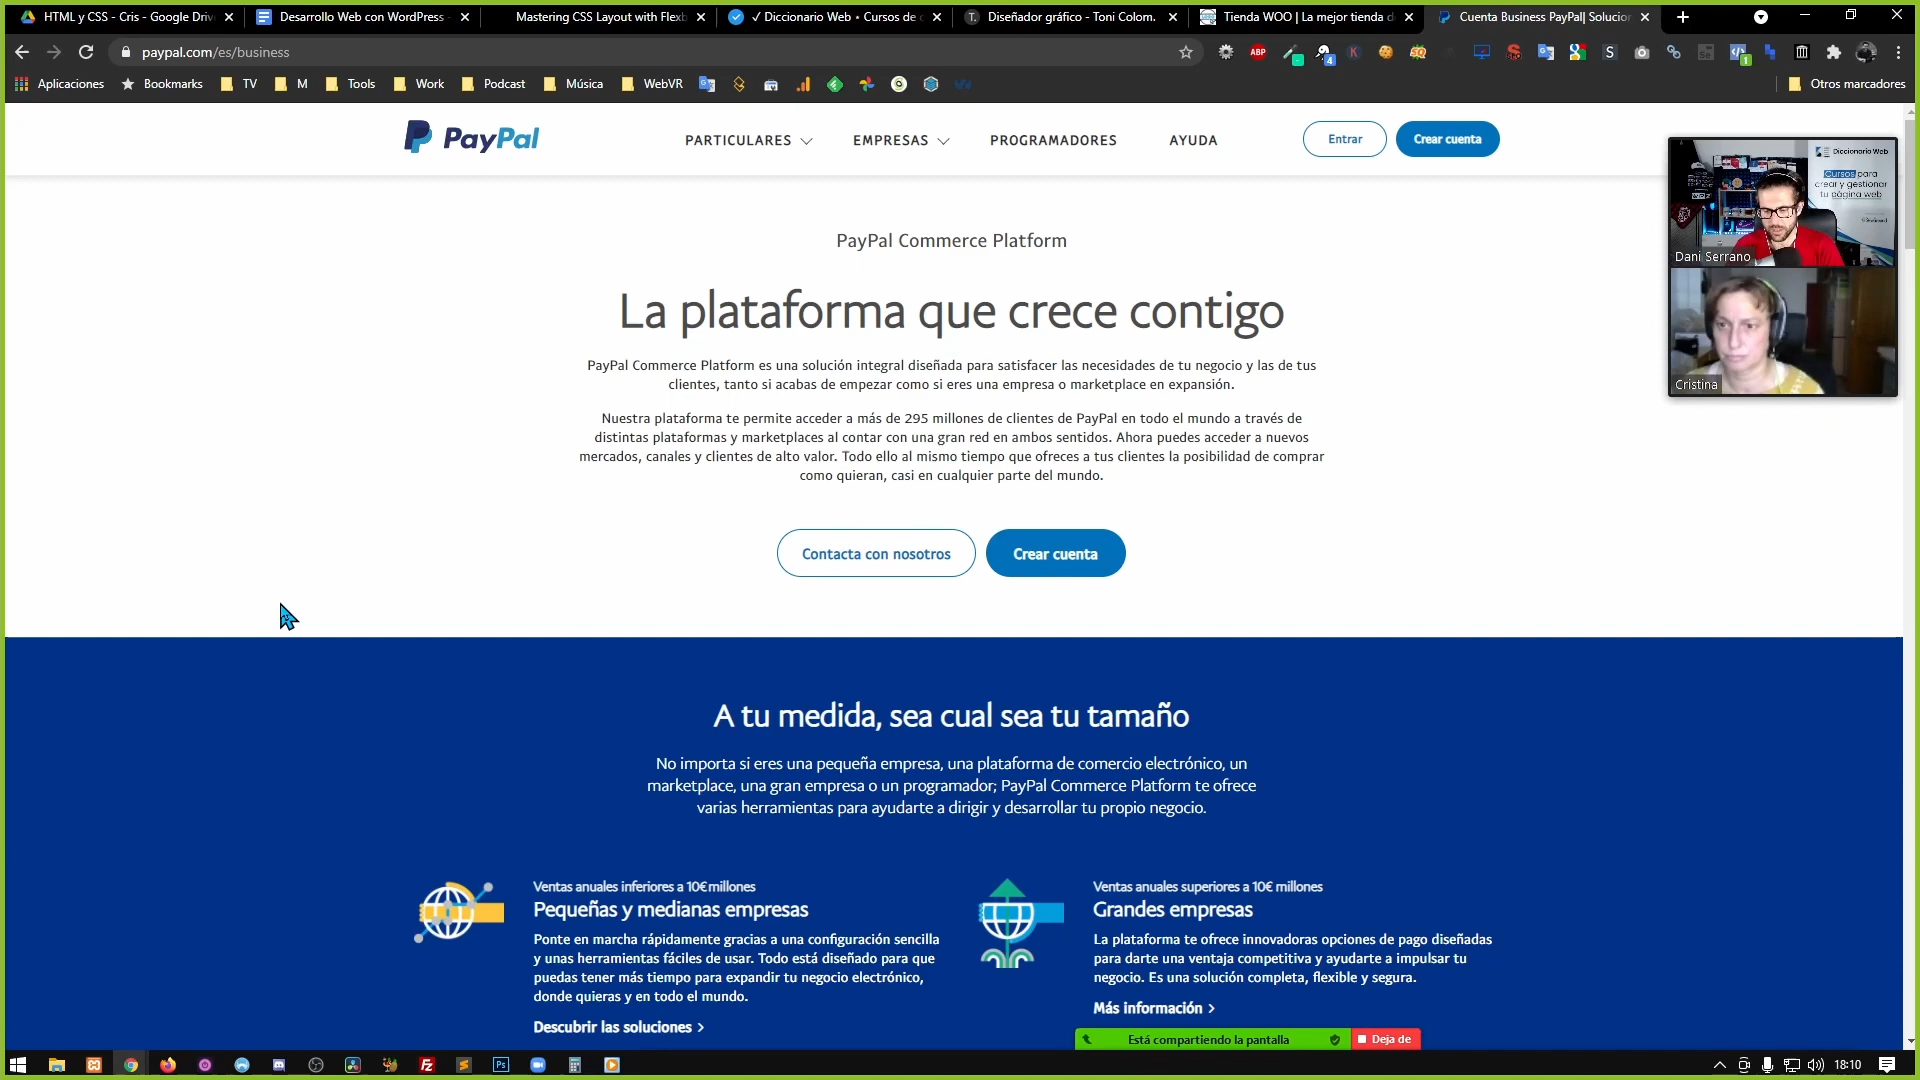 HTML y CSS - Cris - Google Driv
Desarrollo Web con WordPress -
Mastering CSS Layout with Flexb
✓ Diccionario Web • Cursos de c
Diseñador gráfico - Toni Colom.
Tienda WOO | La mejor tienda d
Cuenta Business PayPal| Solucion
paypal.com/es/business
Aplicaciones
Bookmarks
TV
M
Tools
Work
Podcast
Música
WebVR
Otros marcadores
PayPal
PARTICULARES
EMPRESAS
PROGRAMADORES
AYUDA
Entrar
Crear cuenta
Diccionario Web
Cursos para
crear y gestionar
tu página web
Dani Serrano
Cristina
PayPal Commerce Platform
La plataforma que crece contigo
PayPal Commerce Platform es una solución integral diseñada para satisfacer las necesidades de tu negocio y las de tus
clientes, tanto si acabas de empezar como si eres una empresa o marketplace en expansión.
Nuestra plataforma te permite acceder a más de 295 millones de clientes de PayPal en todo el mundo a través de
distintas plataformas y marketplaces al contar con una gran red en ambos sentidos. Ahora puedes acceder a nuevos
mercados, canales y clientes de alto valor. Todo ello al mismo tiempo que ofreces a tus clientes la posibilidad de comprar
como quieran, casi en cualquier parte del mundo.
Contacta con nosotros
Crear cuenta
A tu medida, sea cual sea tu tamaño
No importa si eres una pequeña empresa, una plataforma de comercio electrónico, un
marketplace, una gran empresa o un programador; PayPal Commerce Platform te ofrece
varias herramientas para ayudarte a dirigir y desarrollar tu propio negocio.
Ventas anuales inferiores a 10€ millones
Pequeñas y medianas empresas
Ponte en marcha rápidamente gracias a una configuración sencilla
y unas herramientas fáciles de usar. Todo está diseñado para que
puedas tener más tiempo para expandir tu negocio electrónico,
donde quieras y en todo el mundo.
Descubrir las soluciones >
Ventas anuales superiores a 10€ millones
Grandes empresas
La plataforma te ofrece innovadoras opciones de pago diseñadas
para darte una ventaja competitiva y ayudarte a impulsar tu
negocio. Es una solución completa, flexible y segura.
Más información >
Está compartiendo la pantalla
Deja de
18:10